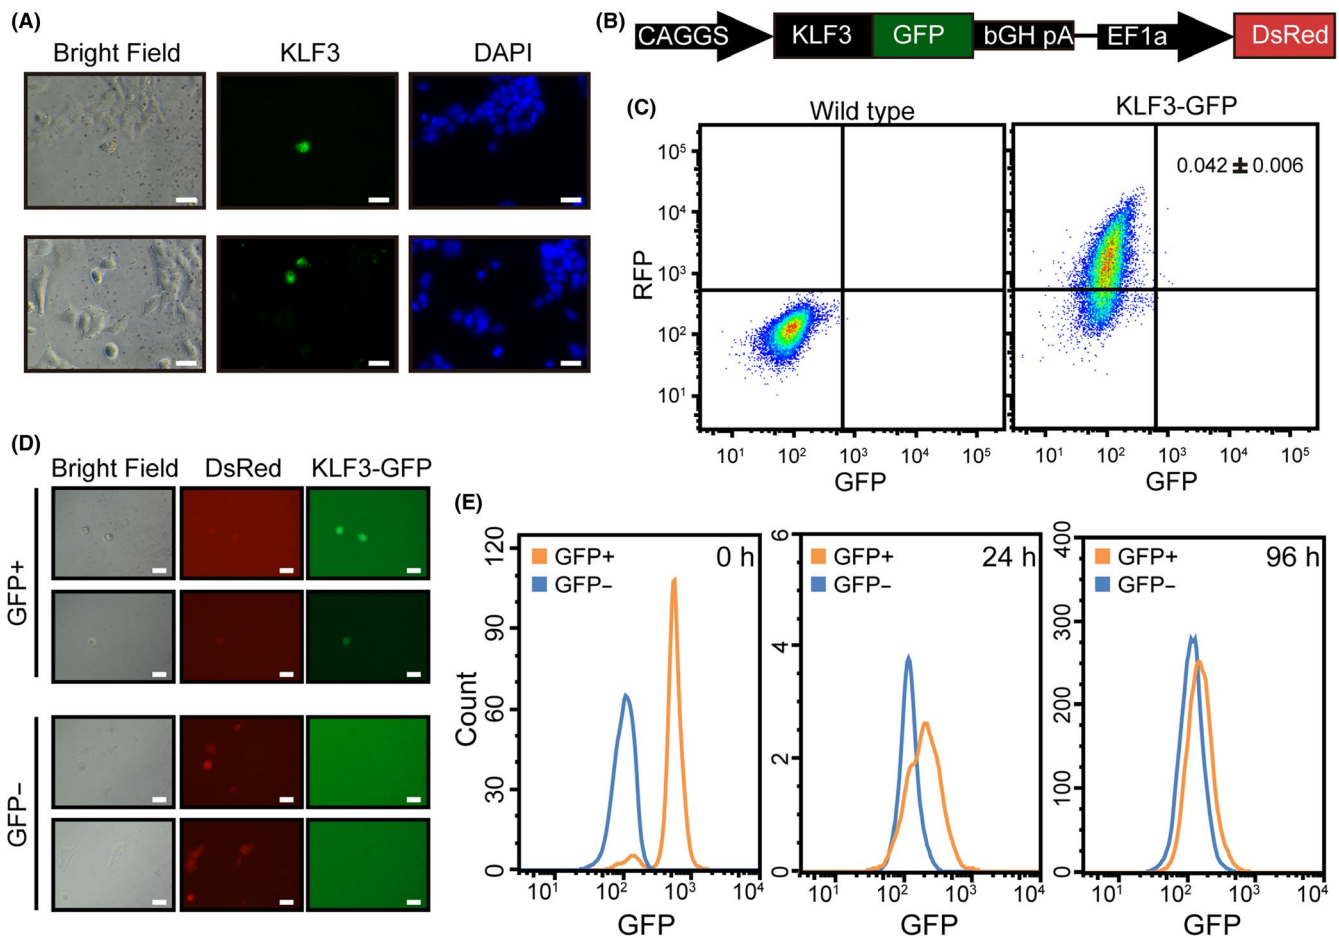 (A)
Bright Field KLF3 DAPI
(B)
CAGGS KLF3 GFP bGH pA EF1a DsRed
(C)
Wild type KLF3-GFP
0.042 ± 0.006
RFP
10⁵
10⁴
10³
10²
10¹
10¹ 10² 10³ 10⁴ 10⁵
GFP
10¹ 10² 10³ 10⁴ 10⁵
GFP
(D)
Bright Field DsRed KLF3-GFP
GFP+
GFP–
(E)
Count
120
90
60
30
0
GFP+ 0 h
GFP–
10¹ 10² 10³ 10⁴
GFP
6
4
2
0
GFP+ 24 h
GFP–
10¹ 10² 10³ 10⁴
GFP
400
300
200
100
0
GFP+ 96 h
GFP–
10¹ 10² 10³ 10⁴
GFP